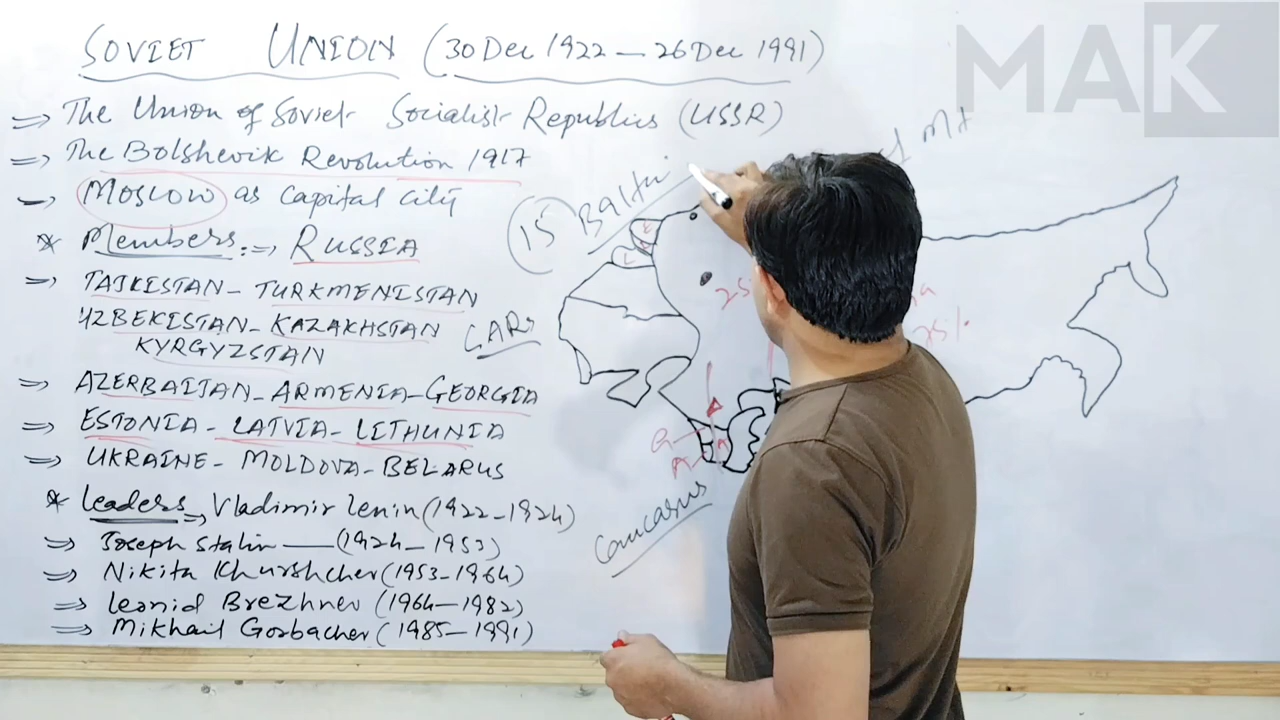 SOVIET UNION (30 Dec 1922 — 26 Dec 1991)
⇒ The Union of Soviet Socialist Republics (USSR)
⇒ The Bolshevik Revolution 1917
→ Moscow as Capital City
* Members :⇒ RUSSIA
⇒ TAJKISTAN - TURKMENISTAN
UZBEKISTAN - KAZAKHSTAN
KYRGYZSTAN
CARs
⇒ AZERBAIJAN - ARMENIA - GEORGIA
⇒ ESTONIA - LATVIA - LITHUNIA
⇒ UKRAINE - MOLDOVA - BELARUS
* Leaders ⇒ Vladimir Lenin (1922-1924)
⇒ Joseph Stalin — (1924-1953)
⇒ Nikita Khurshchev (1953-1964)
⇒ Leonid Brezhnev (1964-1982)
⇒ Mikhail Gorbachev (1985-1991)
MAK
15 Baltic
E
L
L
G
A
A
Caucasus